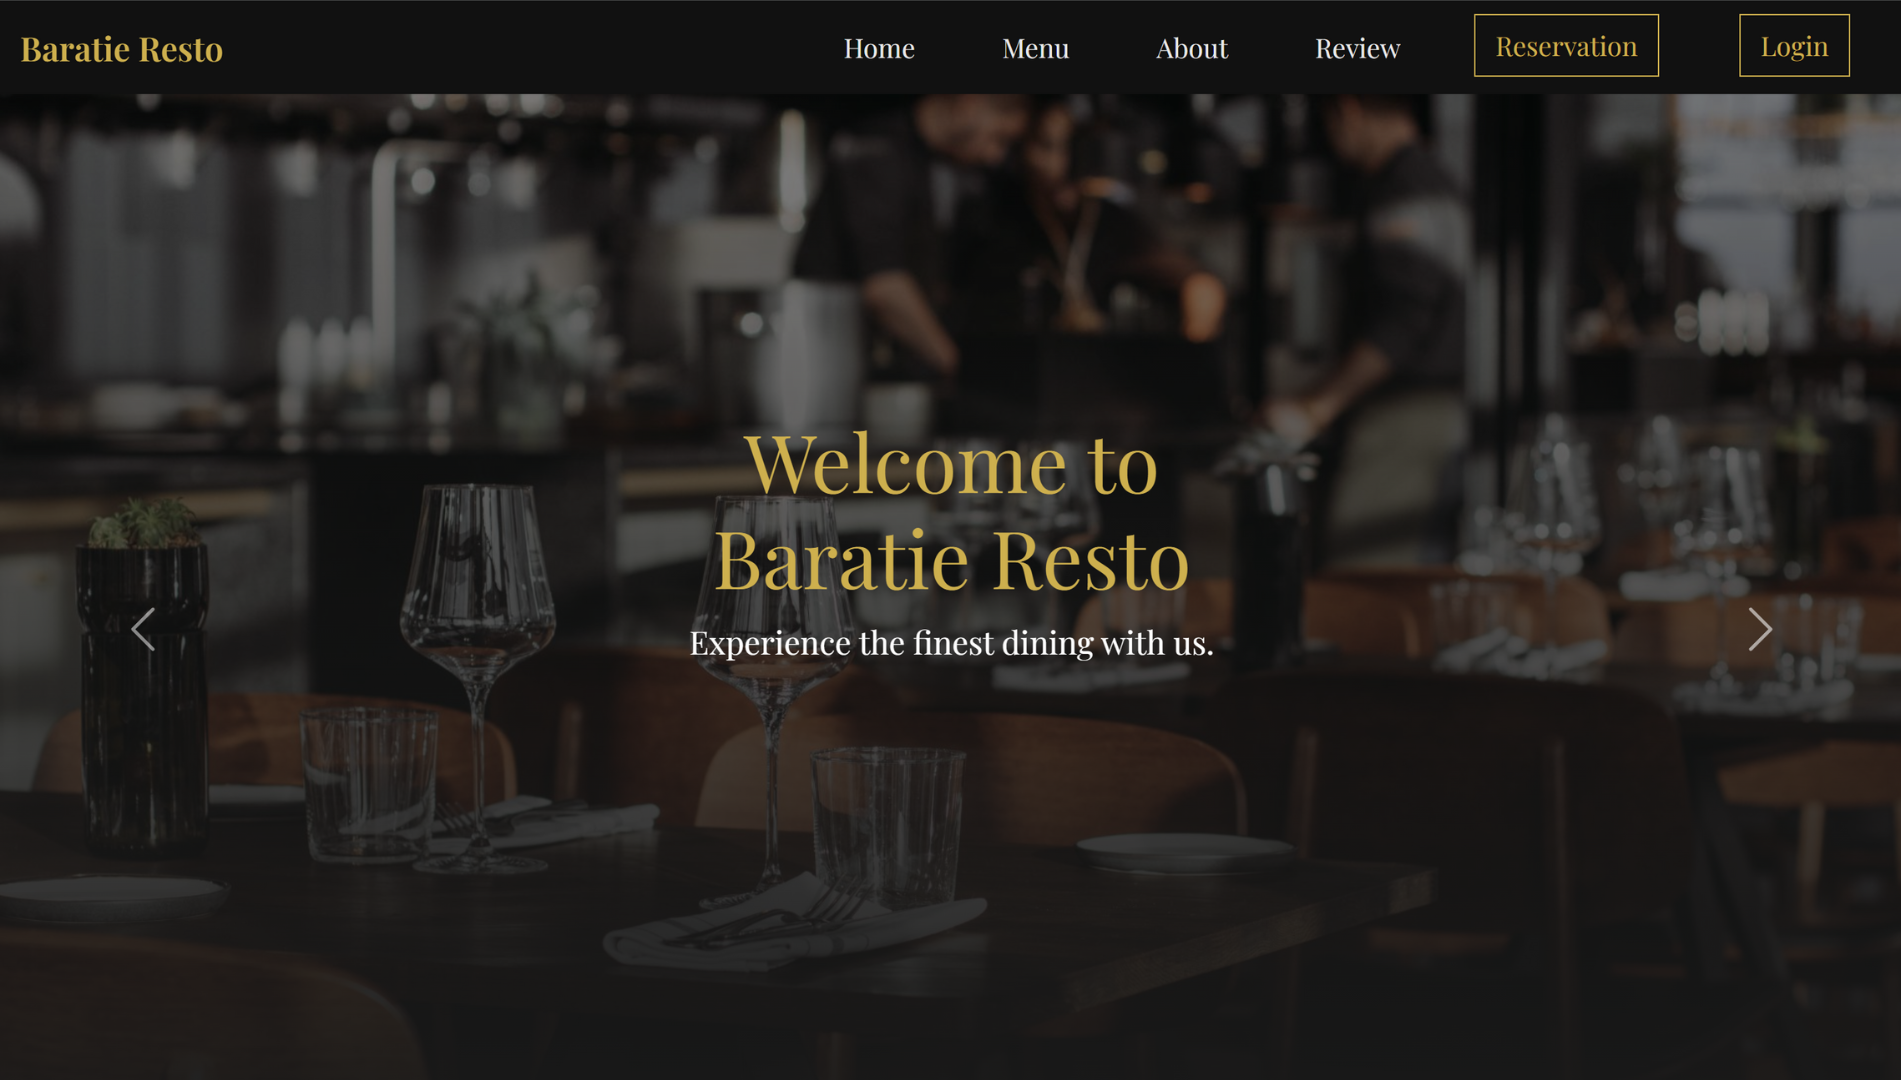 Baratie Resto
Home Menu About Review Reservation Login
Welcome to
Baratie Resto
Experience the finest dining with us.